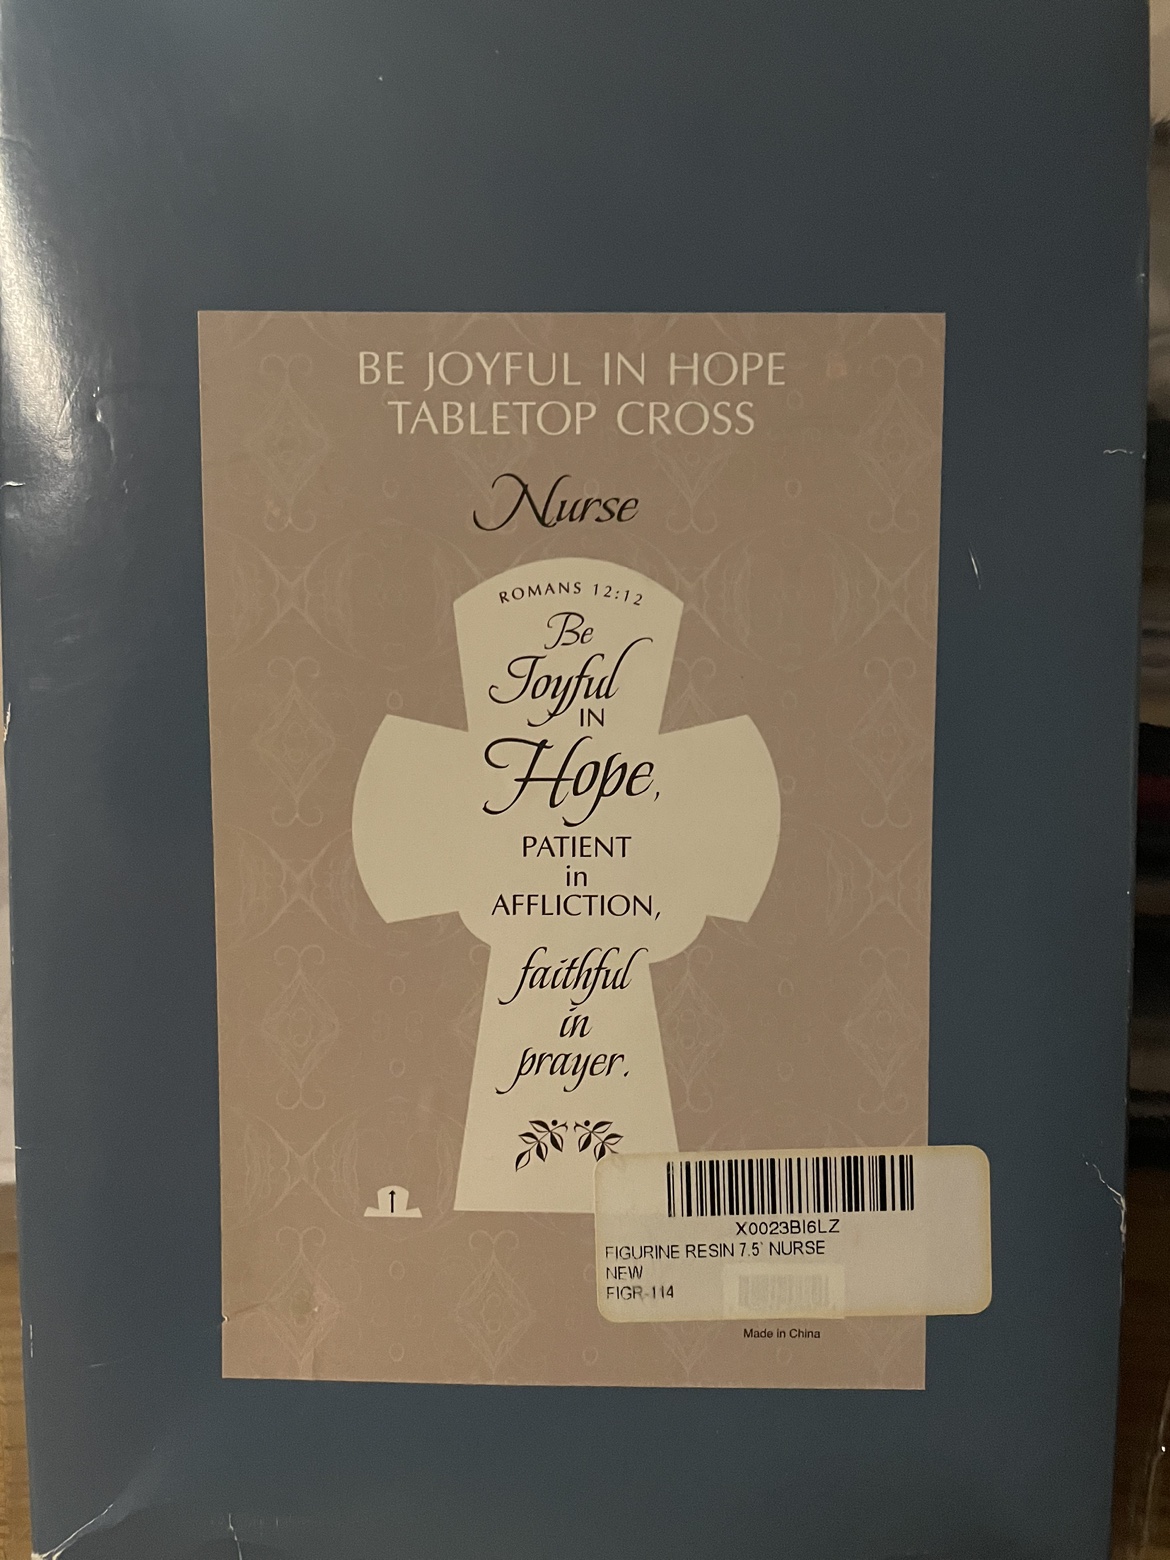 BE JOYFUL IN HOPE
TABLETOP CROSS
Nurse
ROMANS 12:12
Be
Joyful
IN
Hope,
PATIENT
in
AFFLICTION,
faithful
in
prayer.
X0023BI6LZ
FIGURINE RESIN 7.5` NURSE
NEW
FIGR-114
Made in China